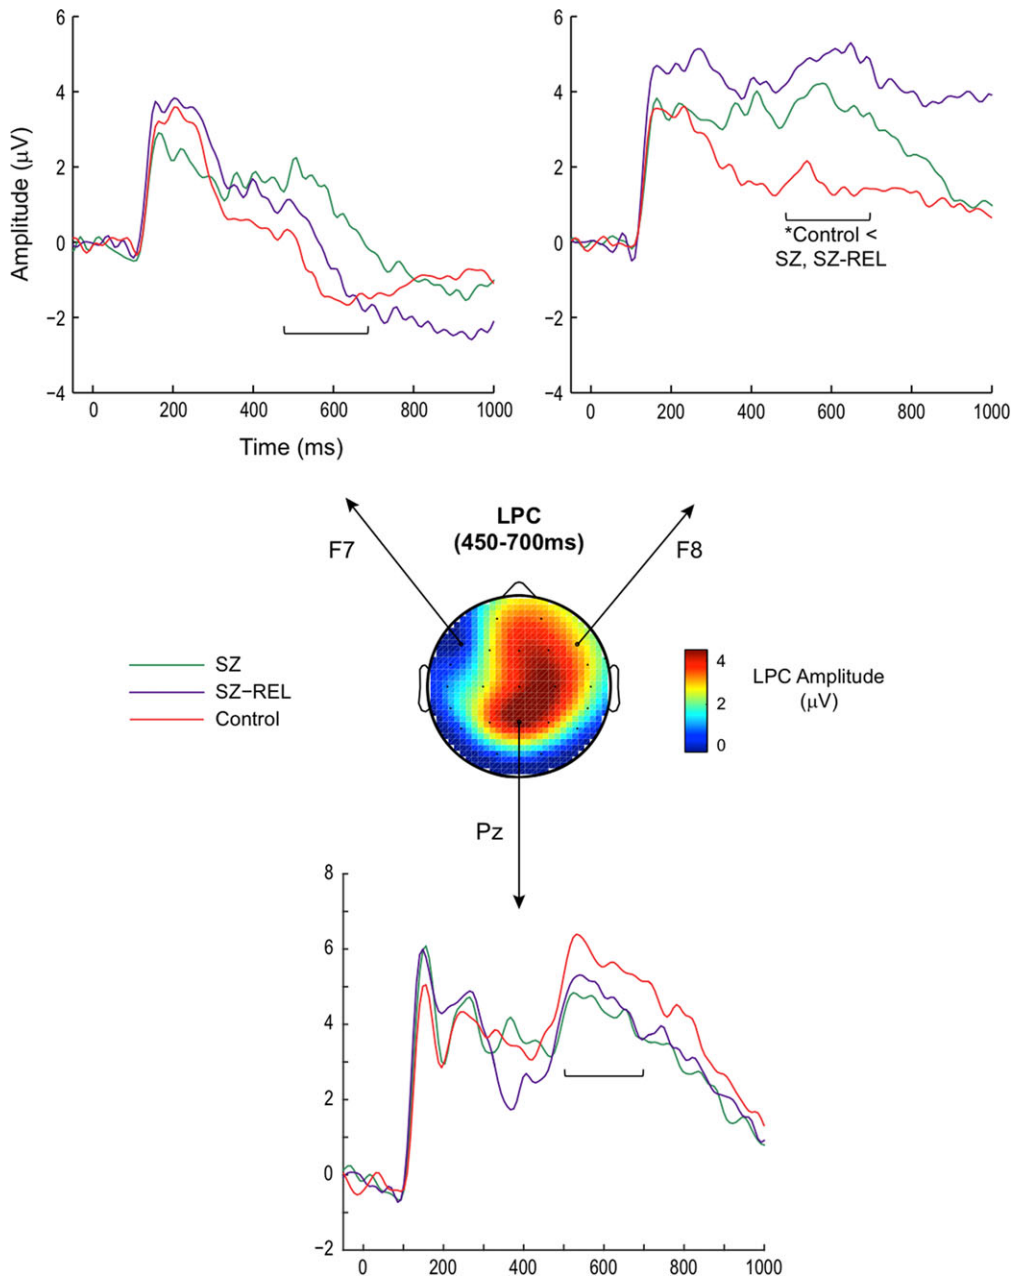 6
4
2
0
−2
−4
Amplitude (μV)
0 200 400 600 800 1000
Time (ms)
6
4
2
0
−2
−4
*Control <
SZ, SZ-REL
0 200 400 600 800 1000
LPC
(450-700ms)
F7
F8
SZ
SZ−REL
Control
4
2
0
LPC Amplitude
(μV)
Pz
8
6
4
2
0
−2
0 200 400 600 800 1000